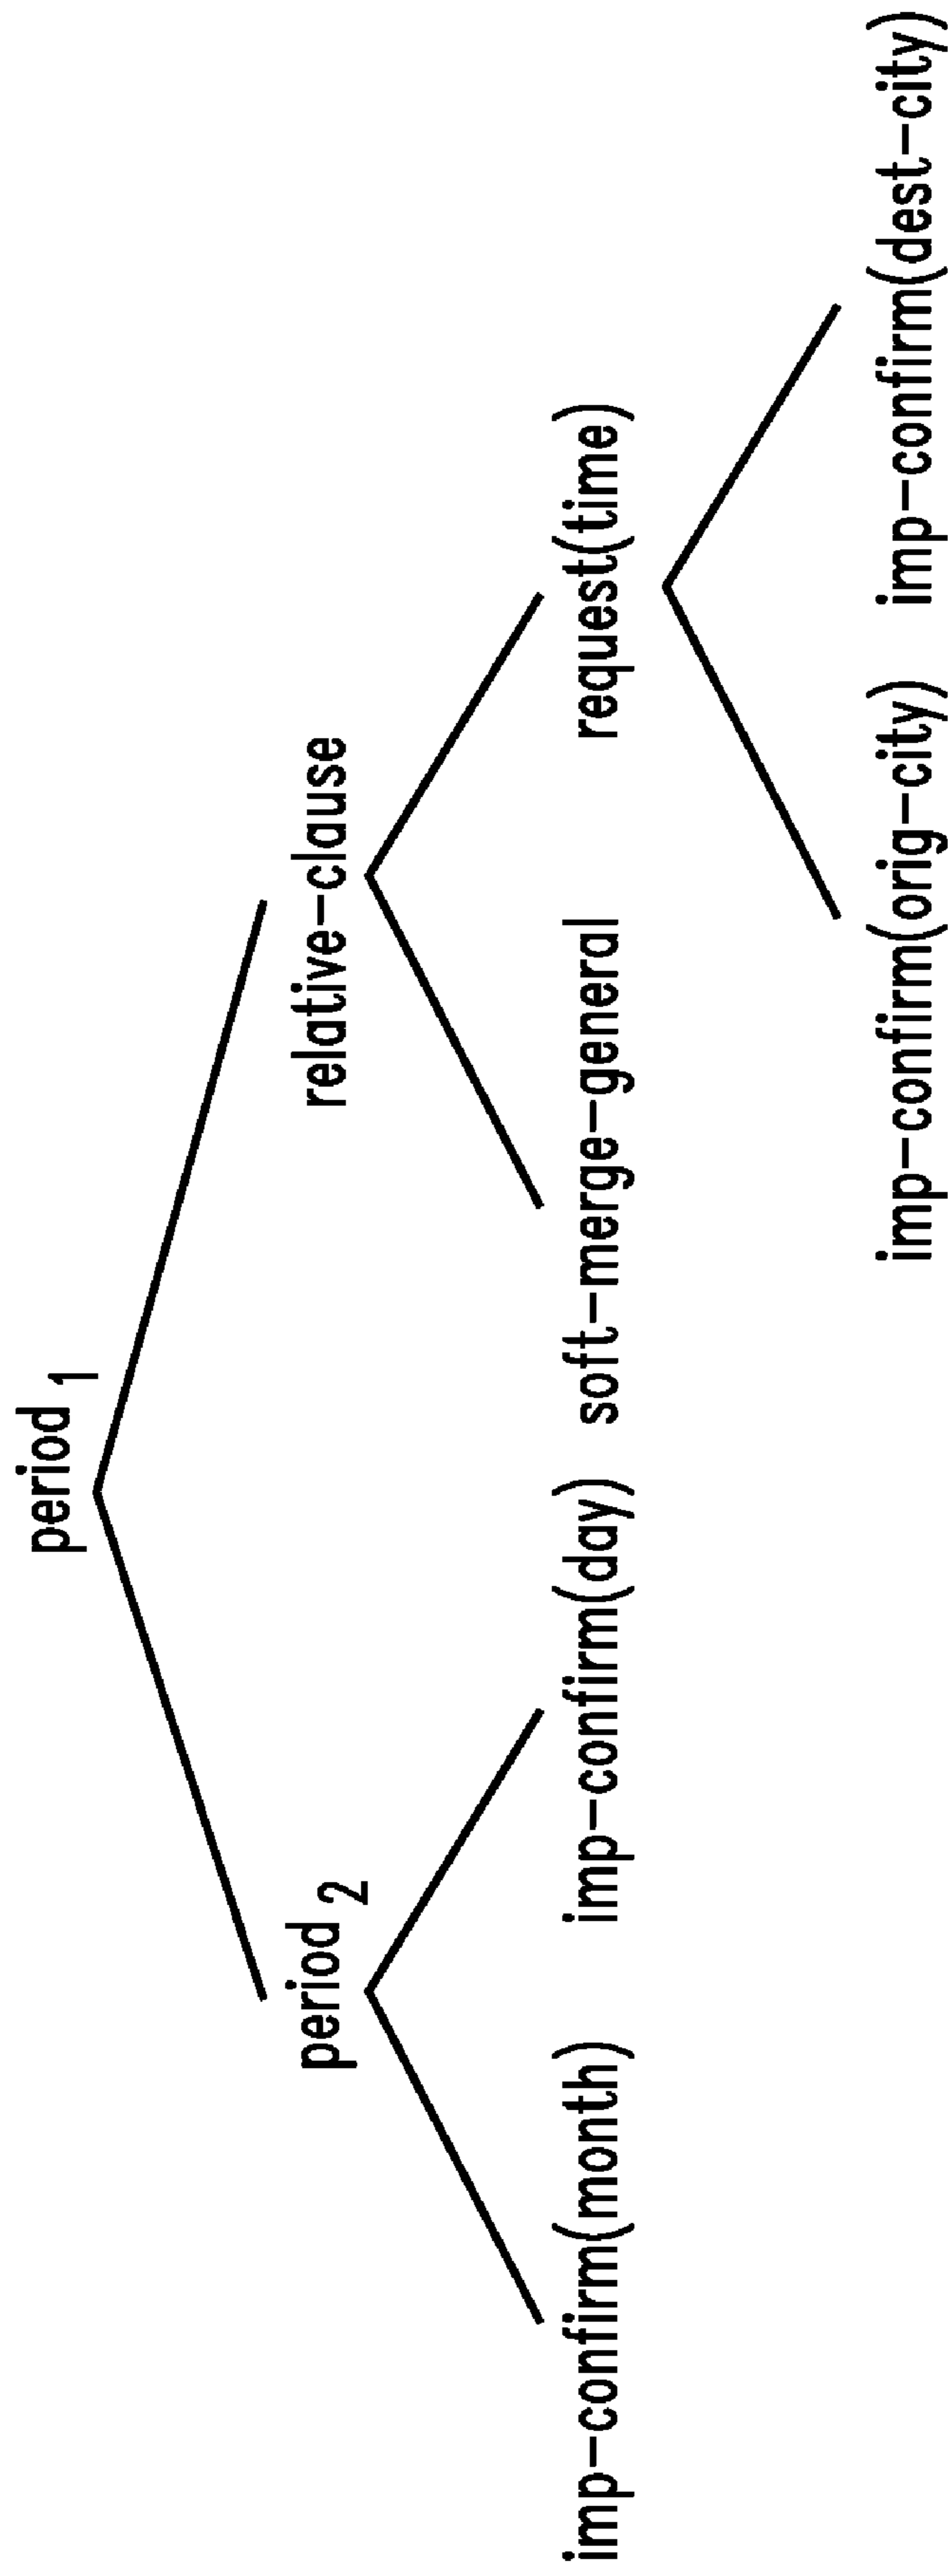 period 1
period 2
relative-clause
imp-confirm(month)
imp-confirm(day)
soft-merge-general
request(time)
imp-confirm(orig-city)
imp-confirm(dest-city)